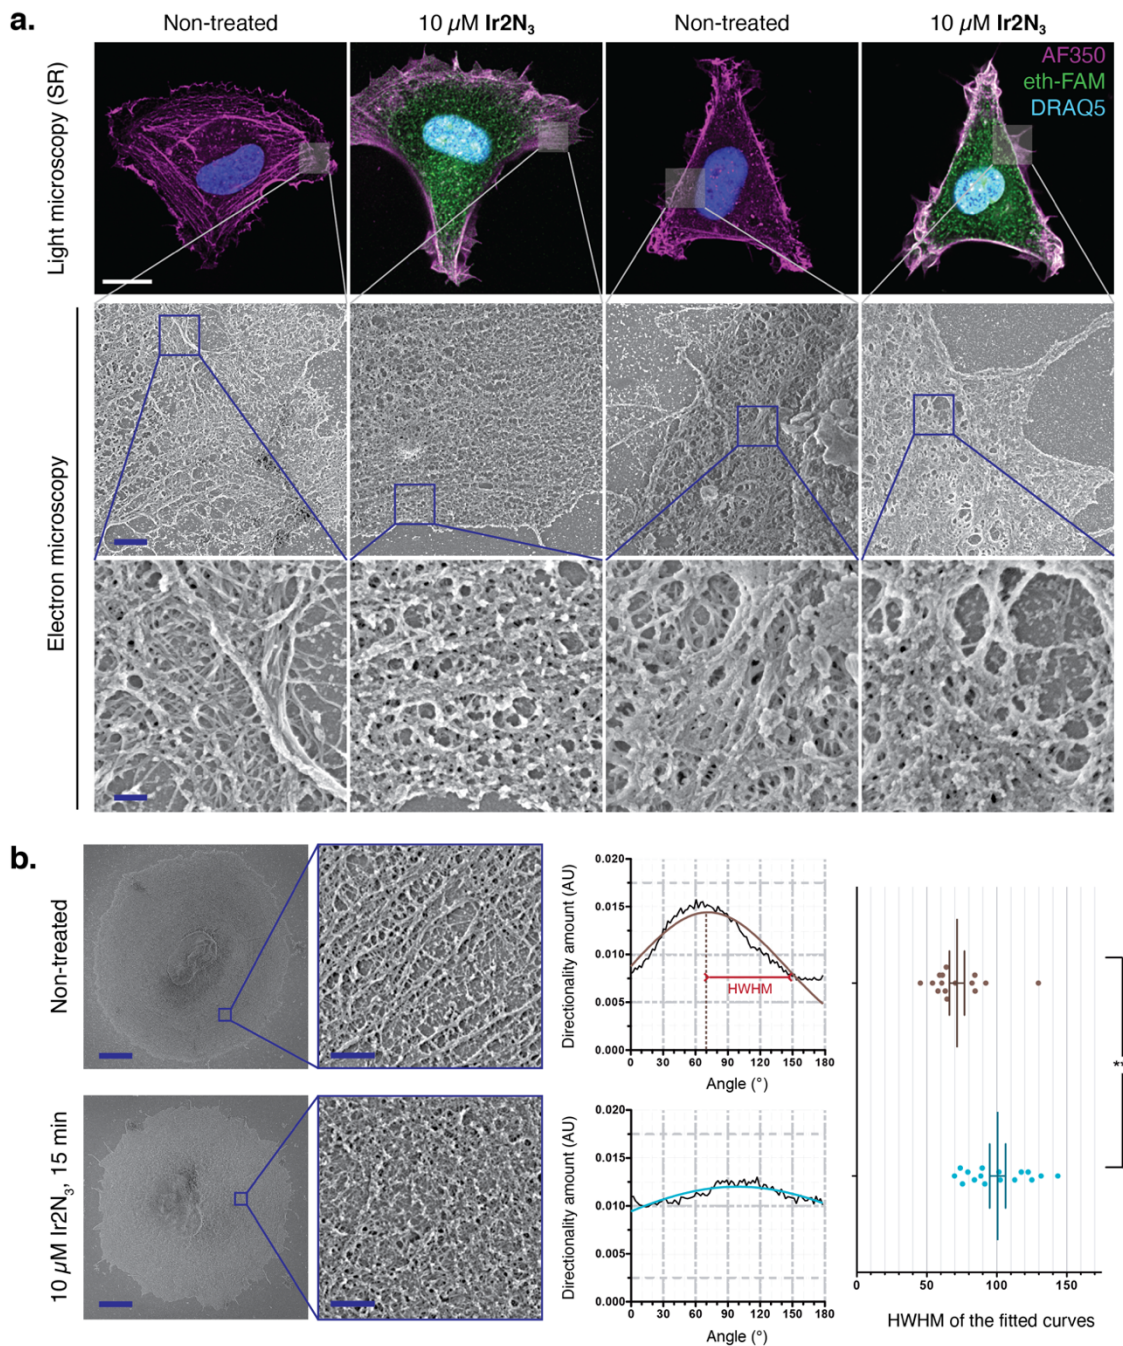 a.
Non-treated
10 µM Ir2N₃
Non-treated
10 µM Ir2N₃
Light microscopy (SR)
AF350
eth-FAM
DRAQ5
Electron microscopy
b.
Non-treated
10 µM Ir2N₃, 15 min
Directionality amount (AU)
0.020
0.015
0.010
0.005
0.000
HWHM
0 30 60 90 120 150 180
Angle (°)
Directionality amount (AU)
0.020
0.015
0.010
0.005
0.000
0 30 60 90 120 150 180
Angle (°)
0 50 100 150
HWHM of the fitted curves